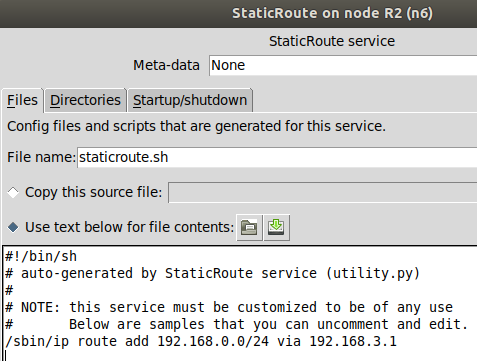 StaticRoute on node R2 (n6)
StaticRoute service
Meta-data None
Files Directories Startup/shutdown
Config files and scripts that are generated for this service.
File name: staticroute.sh
Copy this source file:
Use text below for file contents:
#!/bin/sh
# auto-generated by StaticRoute service (utility.py)
#
# NOTE: this service must be customized to be of any use
#       Below are samples that you can uncomment and edit.
/sbin/ip route add 192.168.0.0/24 via 192.168.3.1